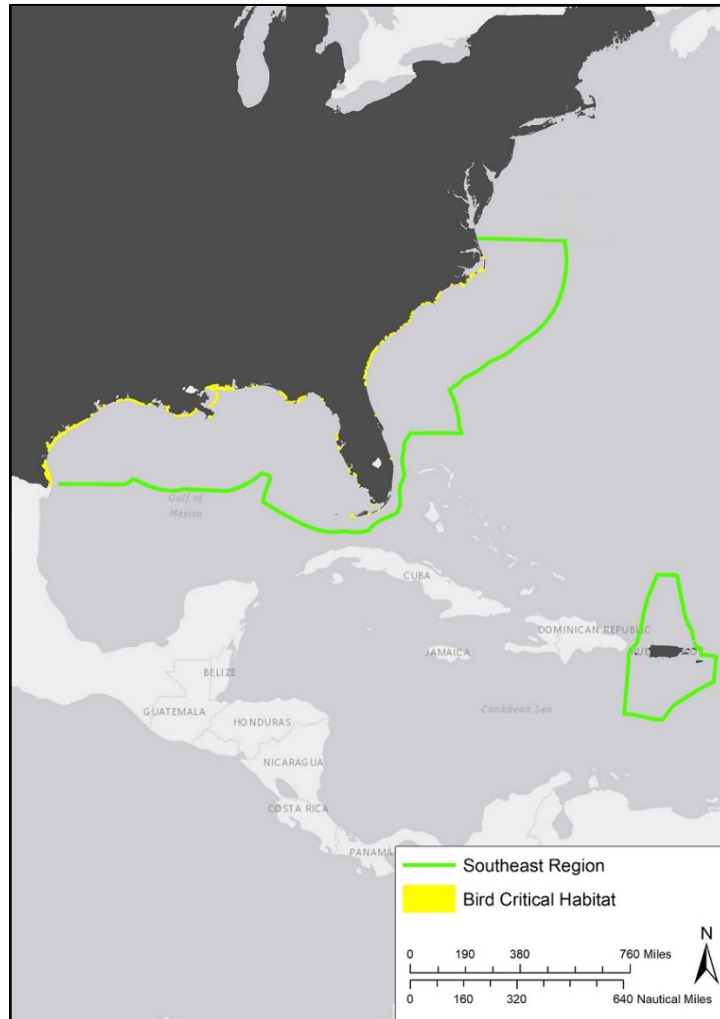 Gulf of
Mexico
CUBA
DOMINICAN REPUBLIC
JAMAICA
BELIZE
GUATEMALA
HONDURAS
Caribbean Sea
NICARAGUA
COSTA RICA
PANAMÁ
Southeast Region
Bird Critical Habitat
N
0 190 380 760 Miles
0 160 320 640 Nautical Miles